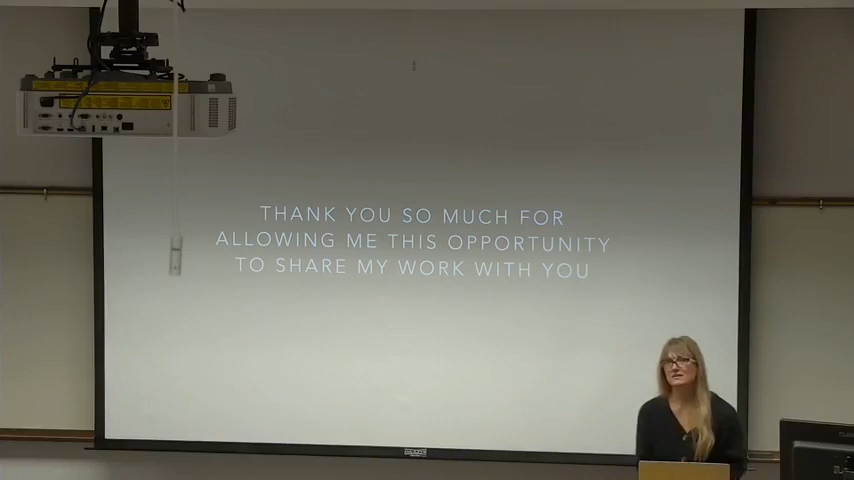 THANK YOU SO MUCH FOR
ALLOWING ME THIS OPPORTUNITY
TO SHARE MY WORK WITH YOU